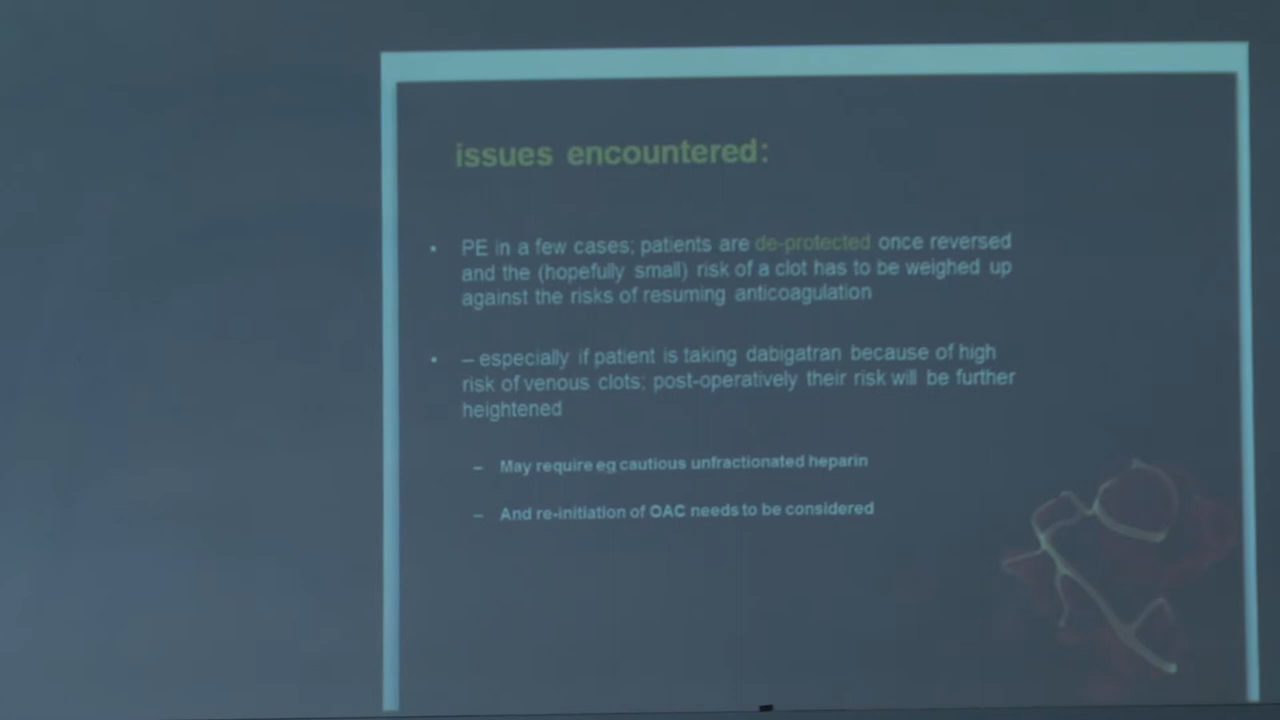 issues encountered:
• PE in a few cases; patients are de-protected once reversed
and the (hopefully small) risk of a clot has to be weighed up
against the risks of resuming anticoagulation
• – especially if patient is taking dabigatran because of high
risk of venous clots; post-operatively their risk will be further
heightened
– May require eg cautious unfractionated heparin
– And re-initiation of OAC needs to be considered